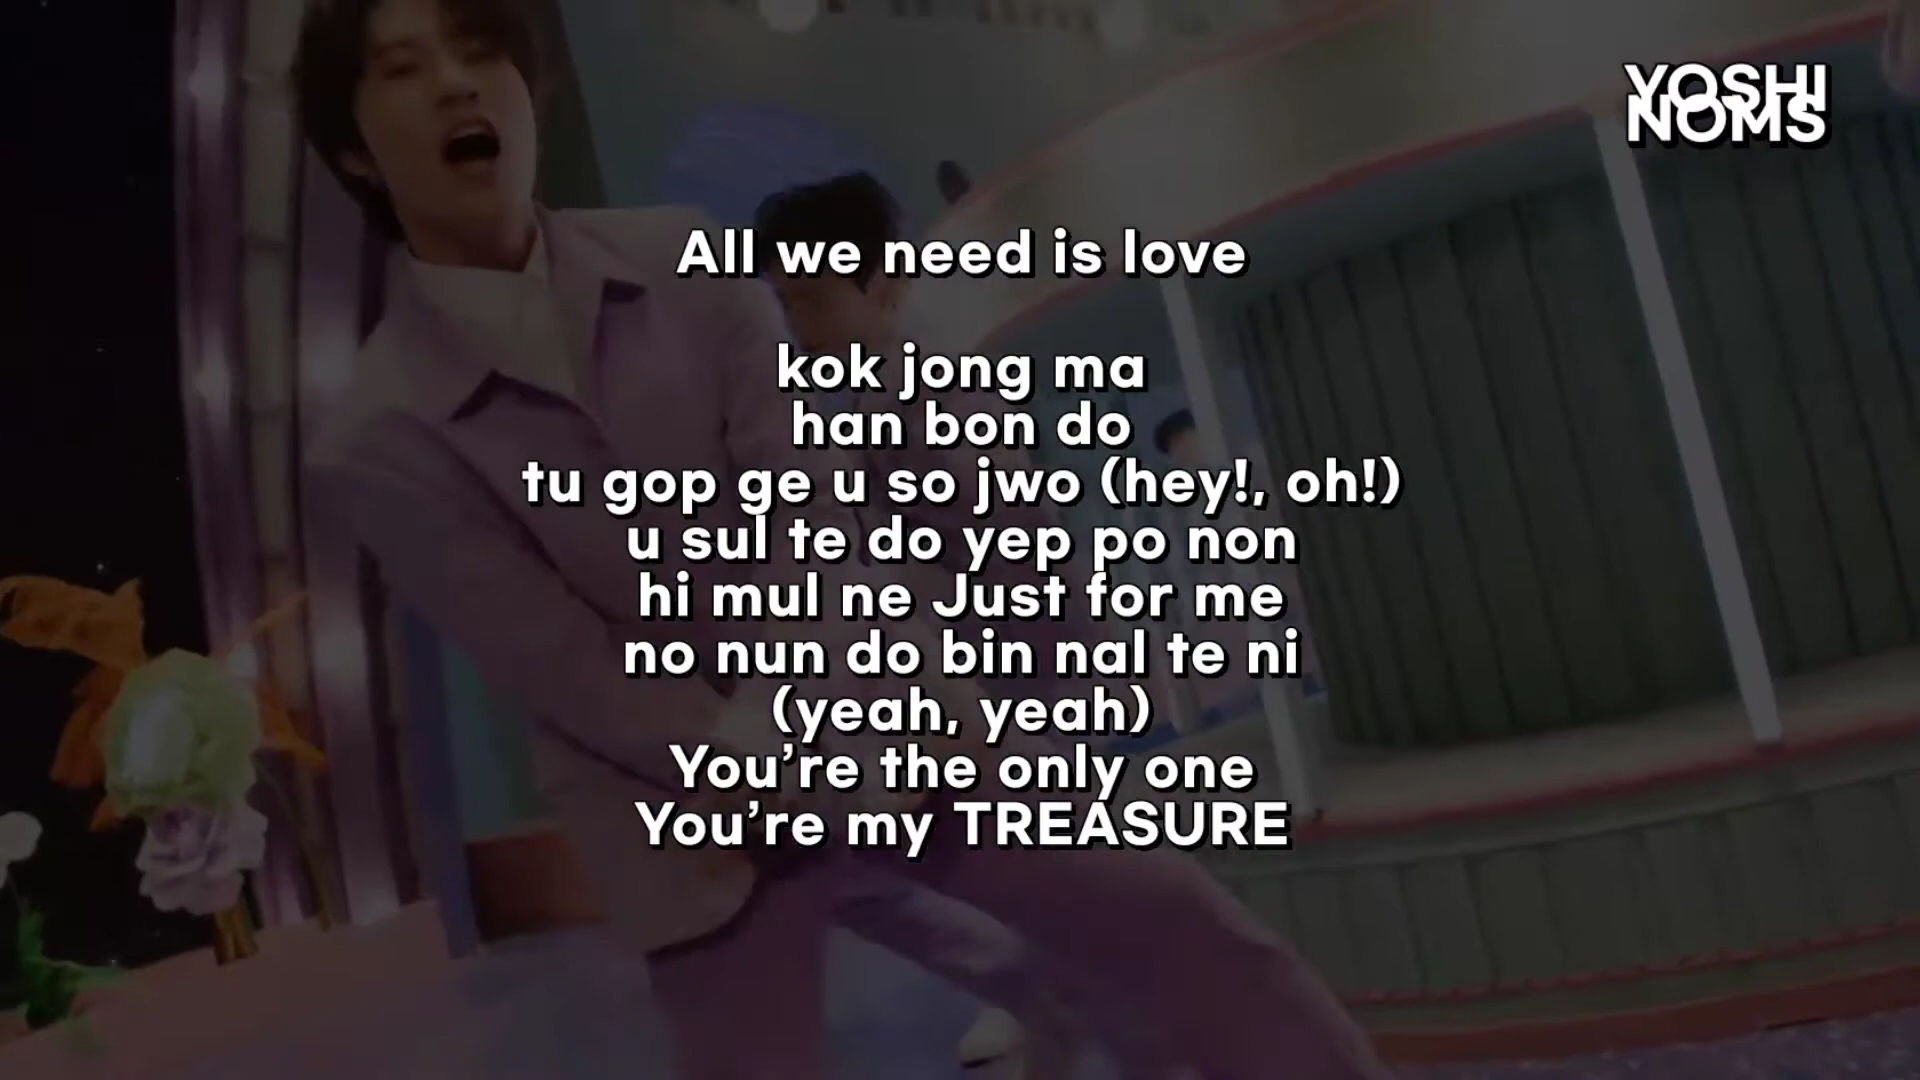 YOSHI
NOMS
All we need is love
kok jong ma
han bon do
tu gop ge u so jwo (hey!, oh!)
u sul te do yep po non
hi mul ne Just for me
no nun do bin nal te ni
(yeah, yeah)
You’re the only one
You’re my TREASURE